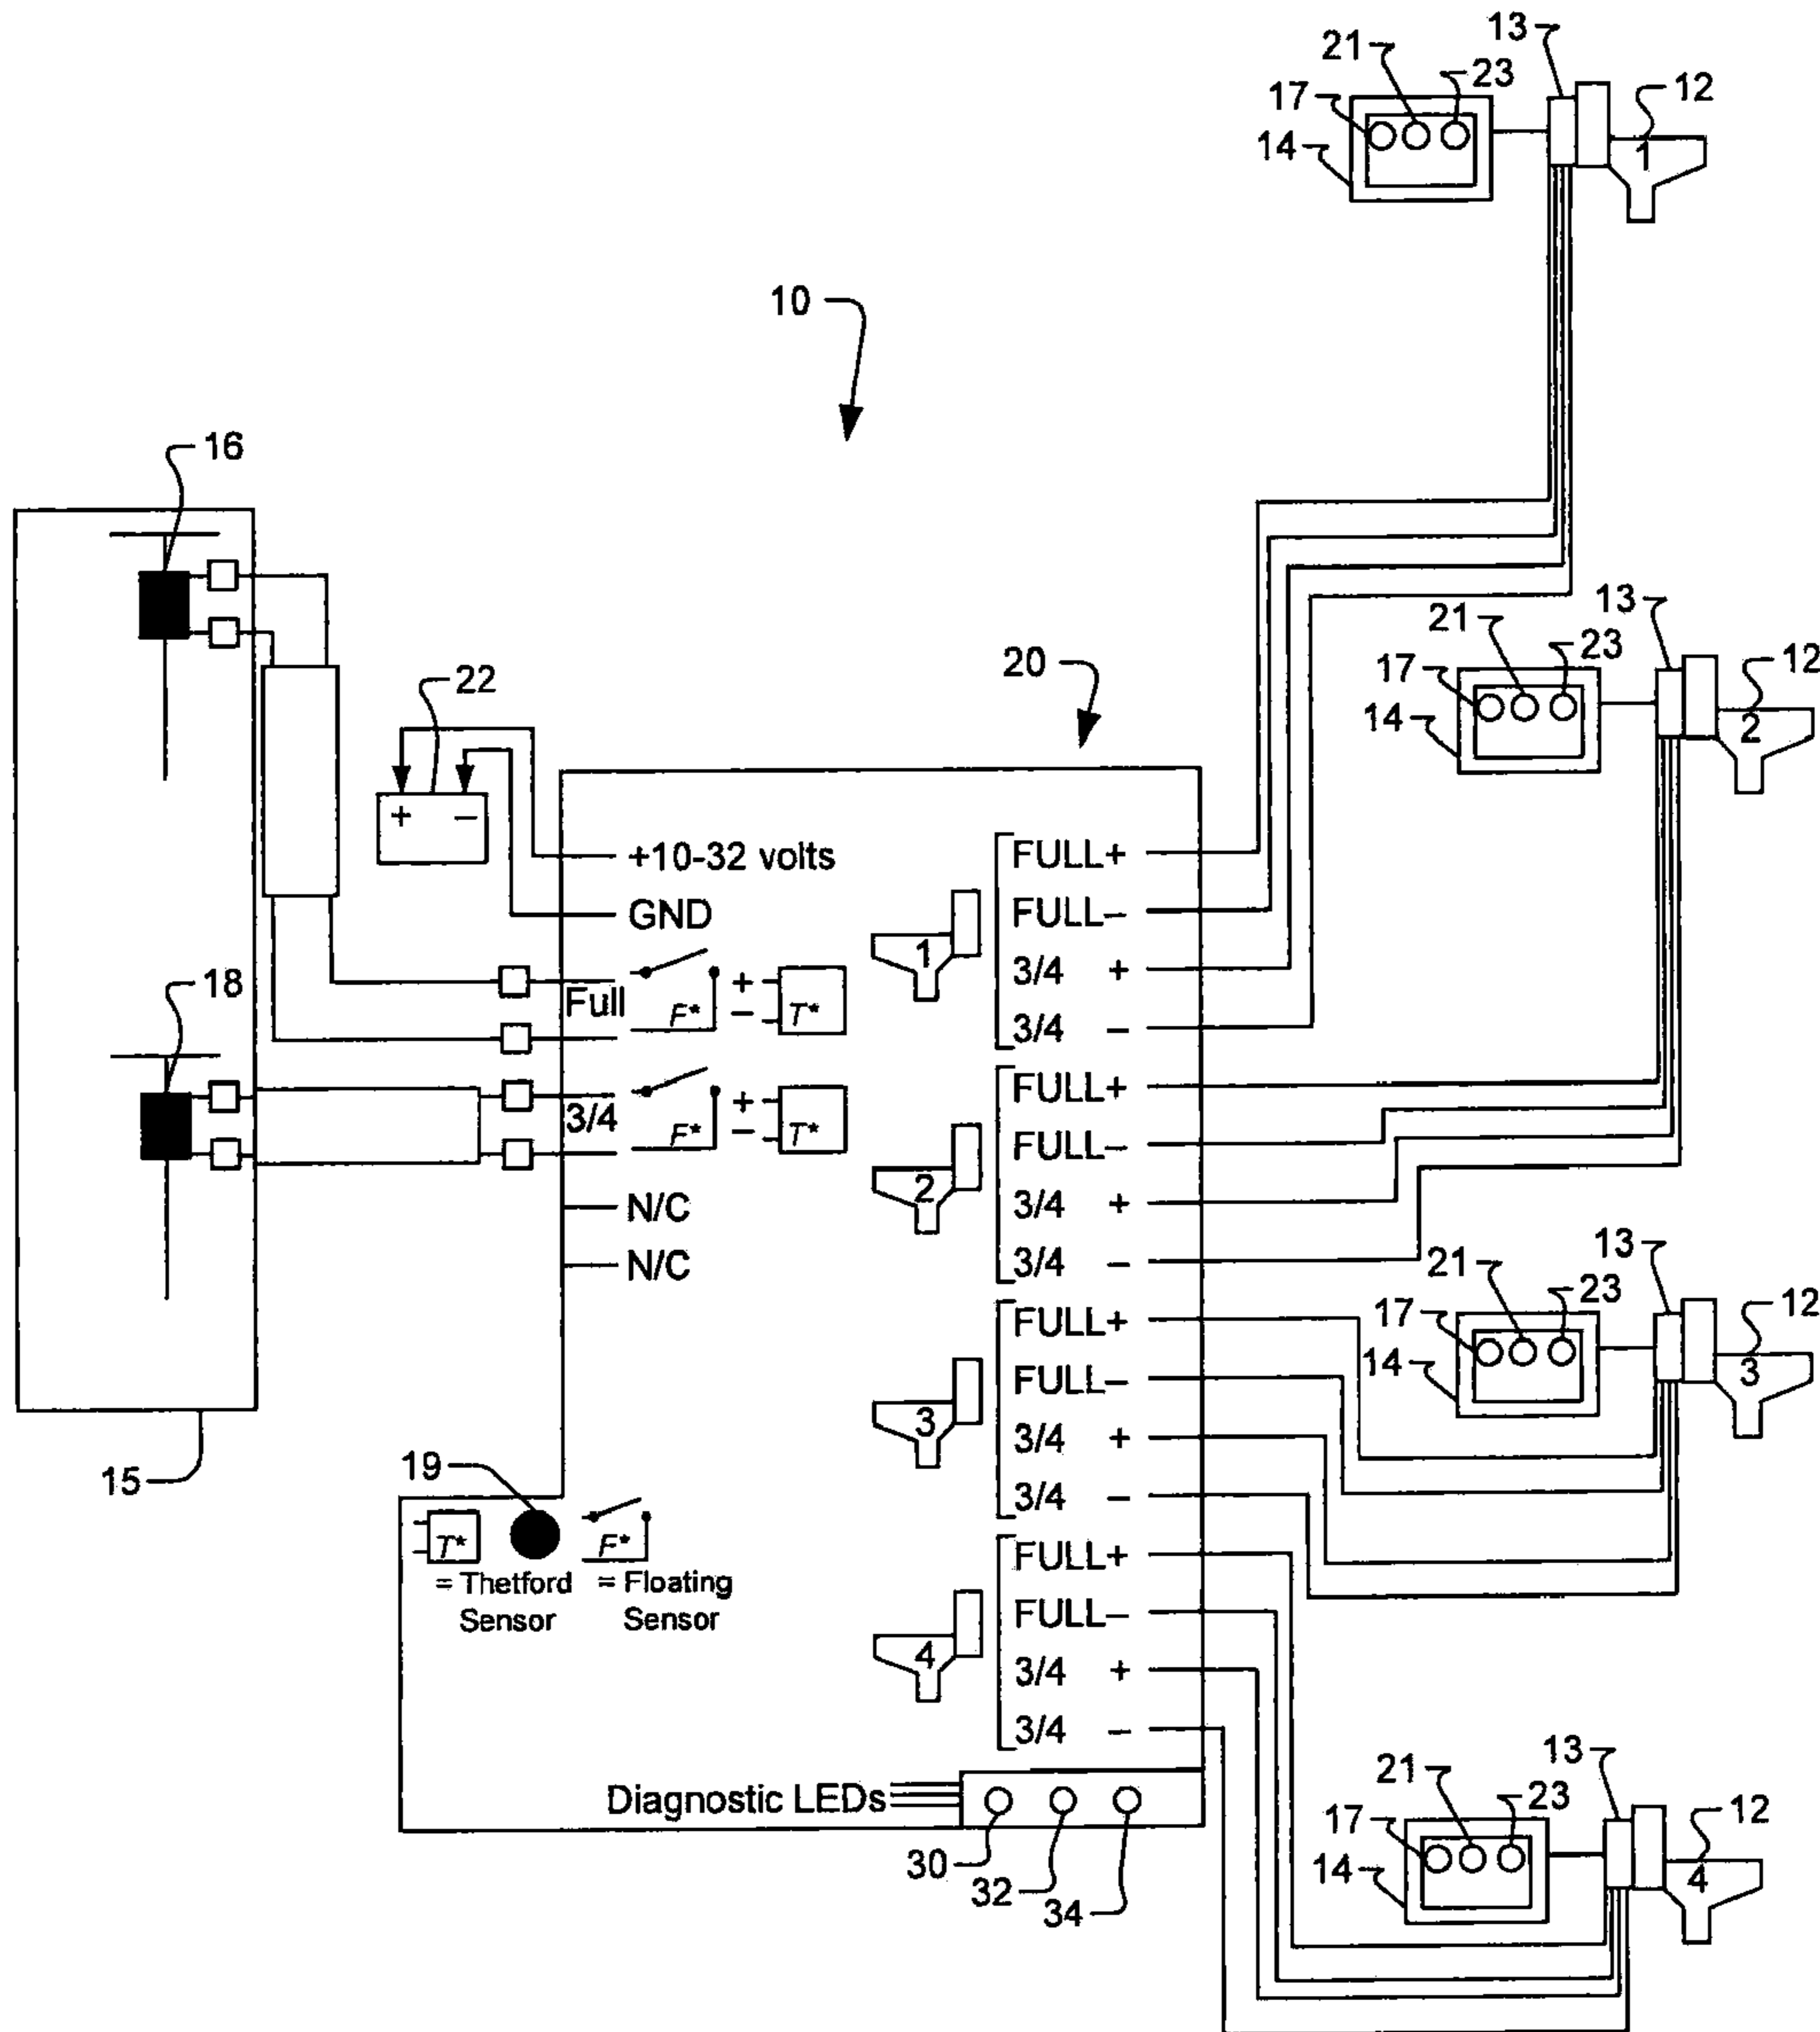 13
21
23
12
17
14
1
10
16
13
21
23
12
20
17
14
2
22
+ −
+10-32 volts
GND
FULL+
FULL−
3/4 +
3/4 −
1
18
Full
F*
+
−
T*
3/4
F*
+
−
T*
FULL+
FULL−
3/4 +
3/4 −
2
N/C
N/C
13
21
23
12
17
14
3
FULL+
FULL−
3/4 +
3/4 −
3
15
19
T*
F*
= Thetford
Sensor
= Floating
Sensor
FULL+
FULL−
3/4 +
3/4 −
4
13
21
23
12
17
14
4
Diagnostic LEDs
30
32
34